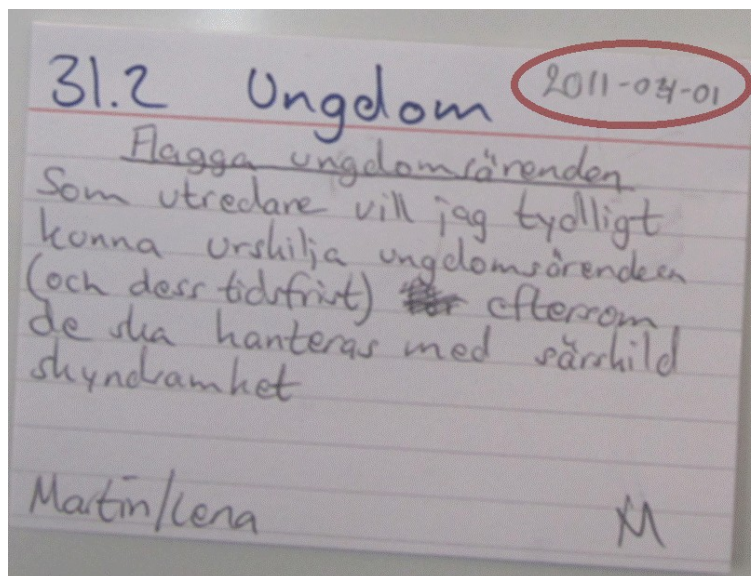 31.2 Ungdom 2011-04-01
Flagga ungdomsärenden
Som utredare vill jag tydligt
kunna urskilja ungdomsärenden
(och dess tidsfrist) eftersom
de ska hanteras med särskild
skyndsamhet
Martin/Lena M